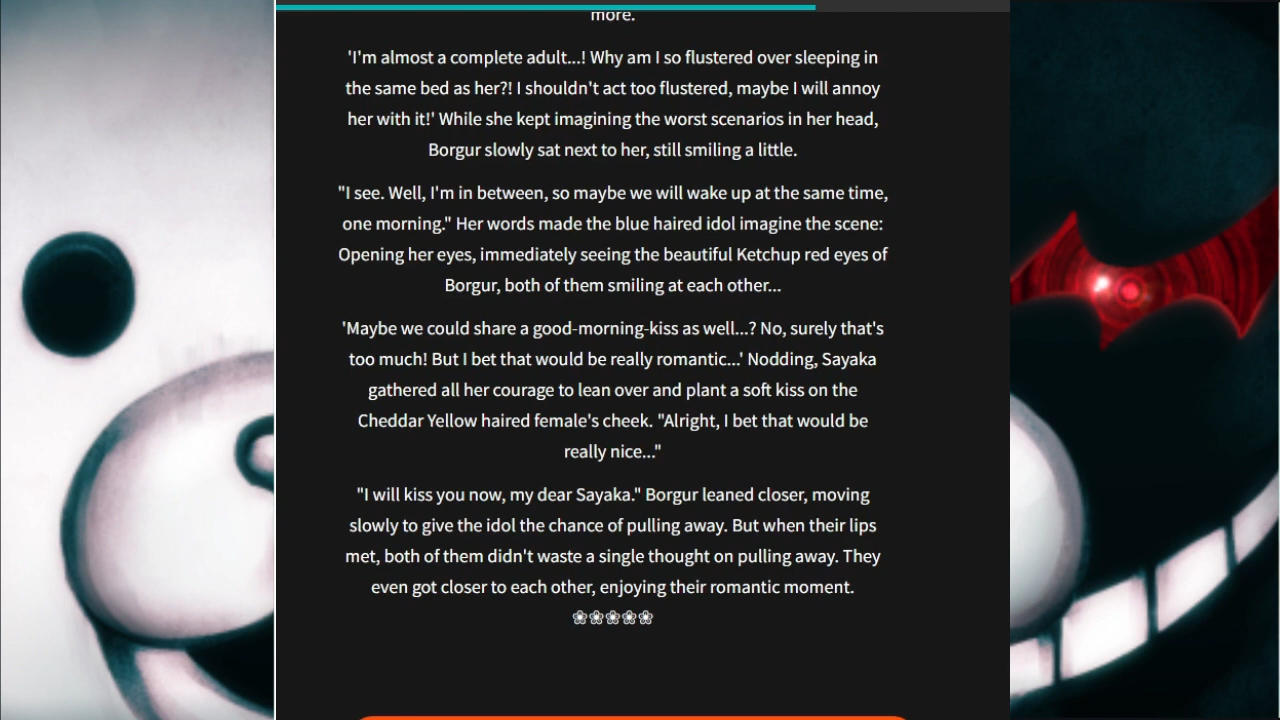 more.
'I'm almost a complete adult...! Why am I so flustered over sleeping in
the same bed as her?! I shouldn't act too flustered, maybe I will annoy
her with it!' While she kept imagining the worst scenarios in her head,
Borgur slowly sat next to her, still smiling a little.
"I see. Well, I'm in between, so maybe we will wake up at the same time,
one morning." Her words made the blue haired idol imagine the scene:
Opening her eyes, immediately seeing the beautiful Ketchup red eyes of
Borgur, both of them smiling at each other...
'Maybe we could share a good-morning-kiss as well...? No, surely that's
too much! But I bet that would be really romantic...' Nodding, Sayaka
gathered all her courage to lean over and plant a soft kiss on the
Cheddar Yellow haired female's cheek. "Alright, I bet that would be
really nice..."
"I will kiss you now, my dear Sayaka." Borgur leaned closer, moving
slowly to give the idol the chance of pulling away. But when their lips
met, both of them didn't waste a single thought on pulling away. They
even got closer to each other, enjoying their romantic moment.
❀❀❀❀❀